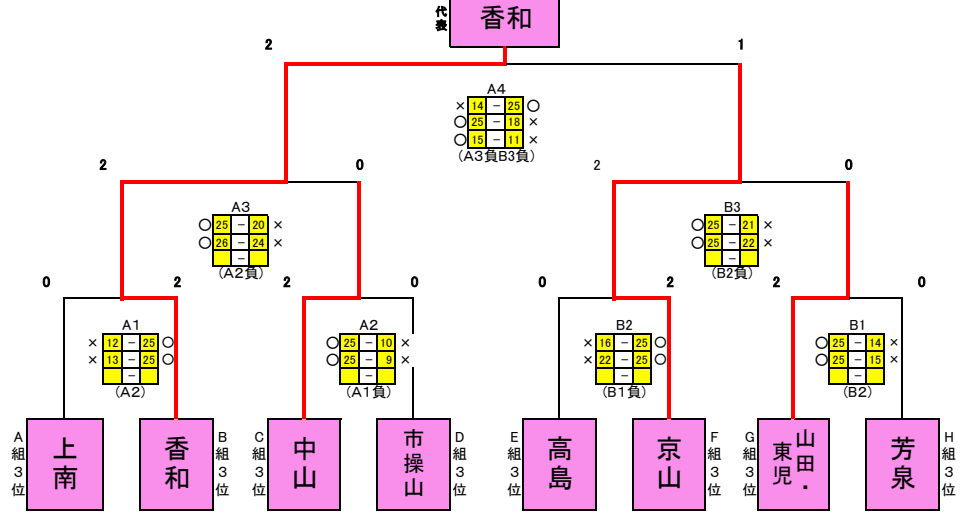 代表
香和
2
1
A4
× 14 － 25 ○
○ 25 － 18 ×
○ 15 － 11 ×
(A3負B3負)
2
0
2
0
A3
○ 25 － 20 ×
○ 26 － 24 ×
－
(A2負)
B3
○ 25 － 21 ×
○ 25 － 22 ×
－
(B2負)
0
2
2
0
0
2
2
0
A1
× 12 － 25 ○
× 13 － 25 ○
－
(A2)
A2
○ 25 － 10 ×
○ 25 － 9 ×
－
(A1負)
B2
× 16 － 25 ○
× 22 － 25 ○
－
(B1負)
B1
○ 25 － 14 ×
○ 25 － 15 ×
－
(B2)
A組3位
上南
香和
B組3位
C組3位
中山
市操山
D組3位
E組3位
高島
京山
F組3位
G組3位
山田・
東児
芳泉
H組3位